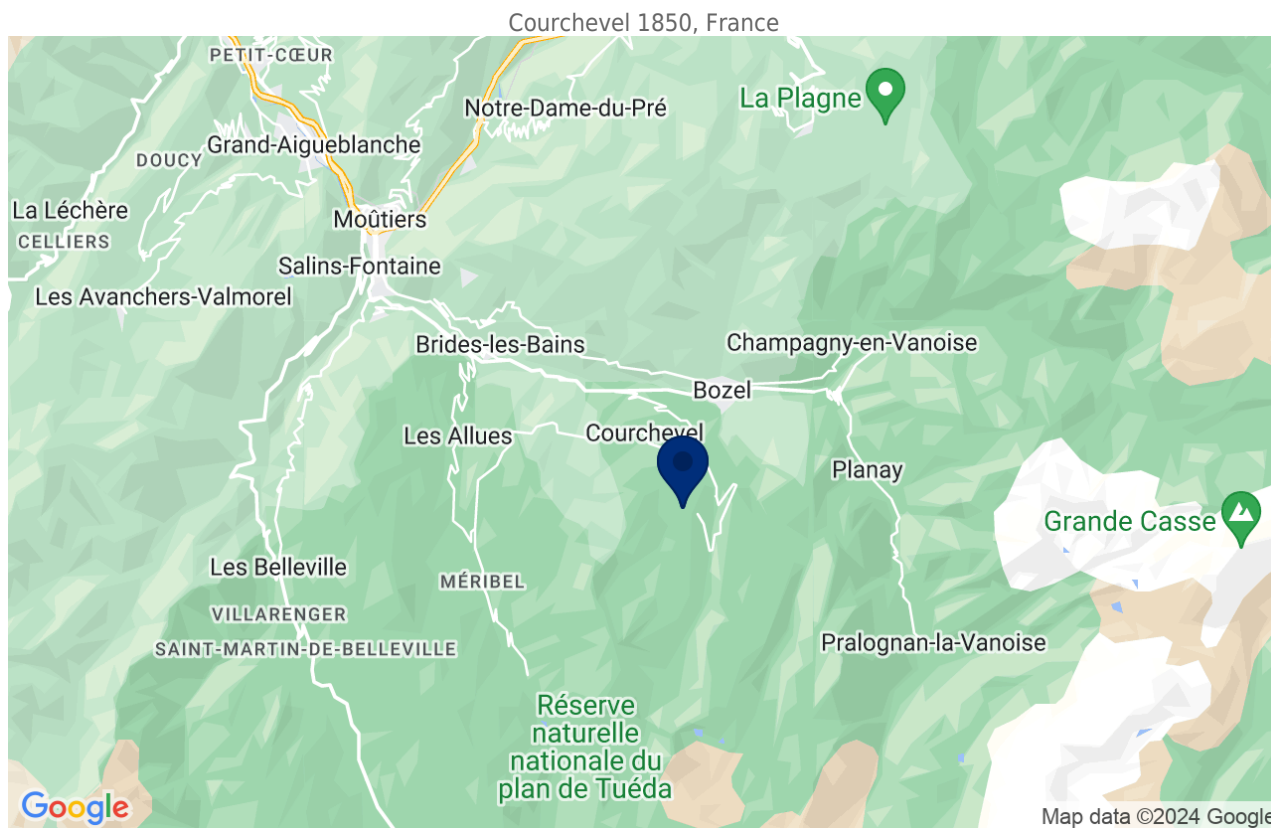 Courchevel 1850, France
PETIT-CŒUR
La Plagne
Notre-Dame-du-Pré
Grand-Aigueblanche
DOUCY
La Léchère
CELLIERS
Moûtiers
Salins-Fontaine
Les Avanchers-Valmorel
Brides-les-Bains
Champagny-en-Vanoise
Bozel
Les Allues
Courchevel
Planay
Grande Casse
Les Belleville
MÉRIBEL
VILLARENGER
SAINT-MARTIN-DE-BELLEVILLE
Pralognan-la-Vanoise
Réserve
naturelle
nationale du
plan de Tuéda
Google
Map data ©2024 Google